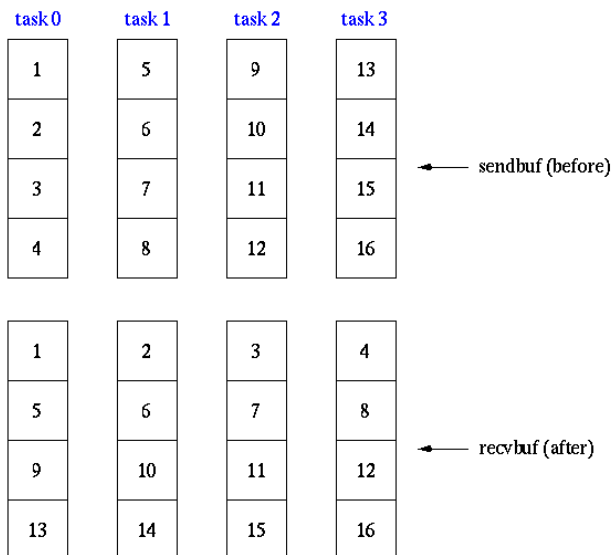 task 0 task 1 task 2 task 3
1 5 9 13
2 6 10 14
sendbuf (before)
3 7 11 15
4 8 12 16
1 2 3 4
5 6 7 8
recvbuf (after)
9 10 11 12
13 14 15 16